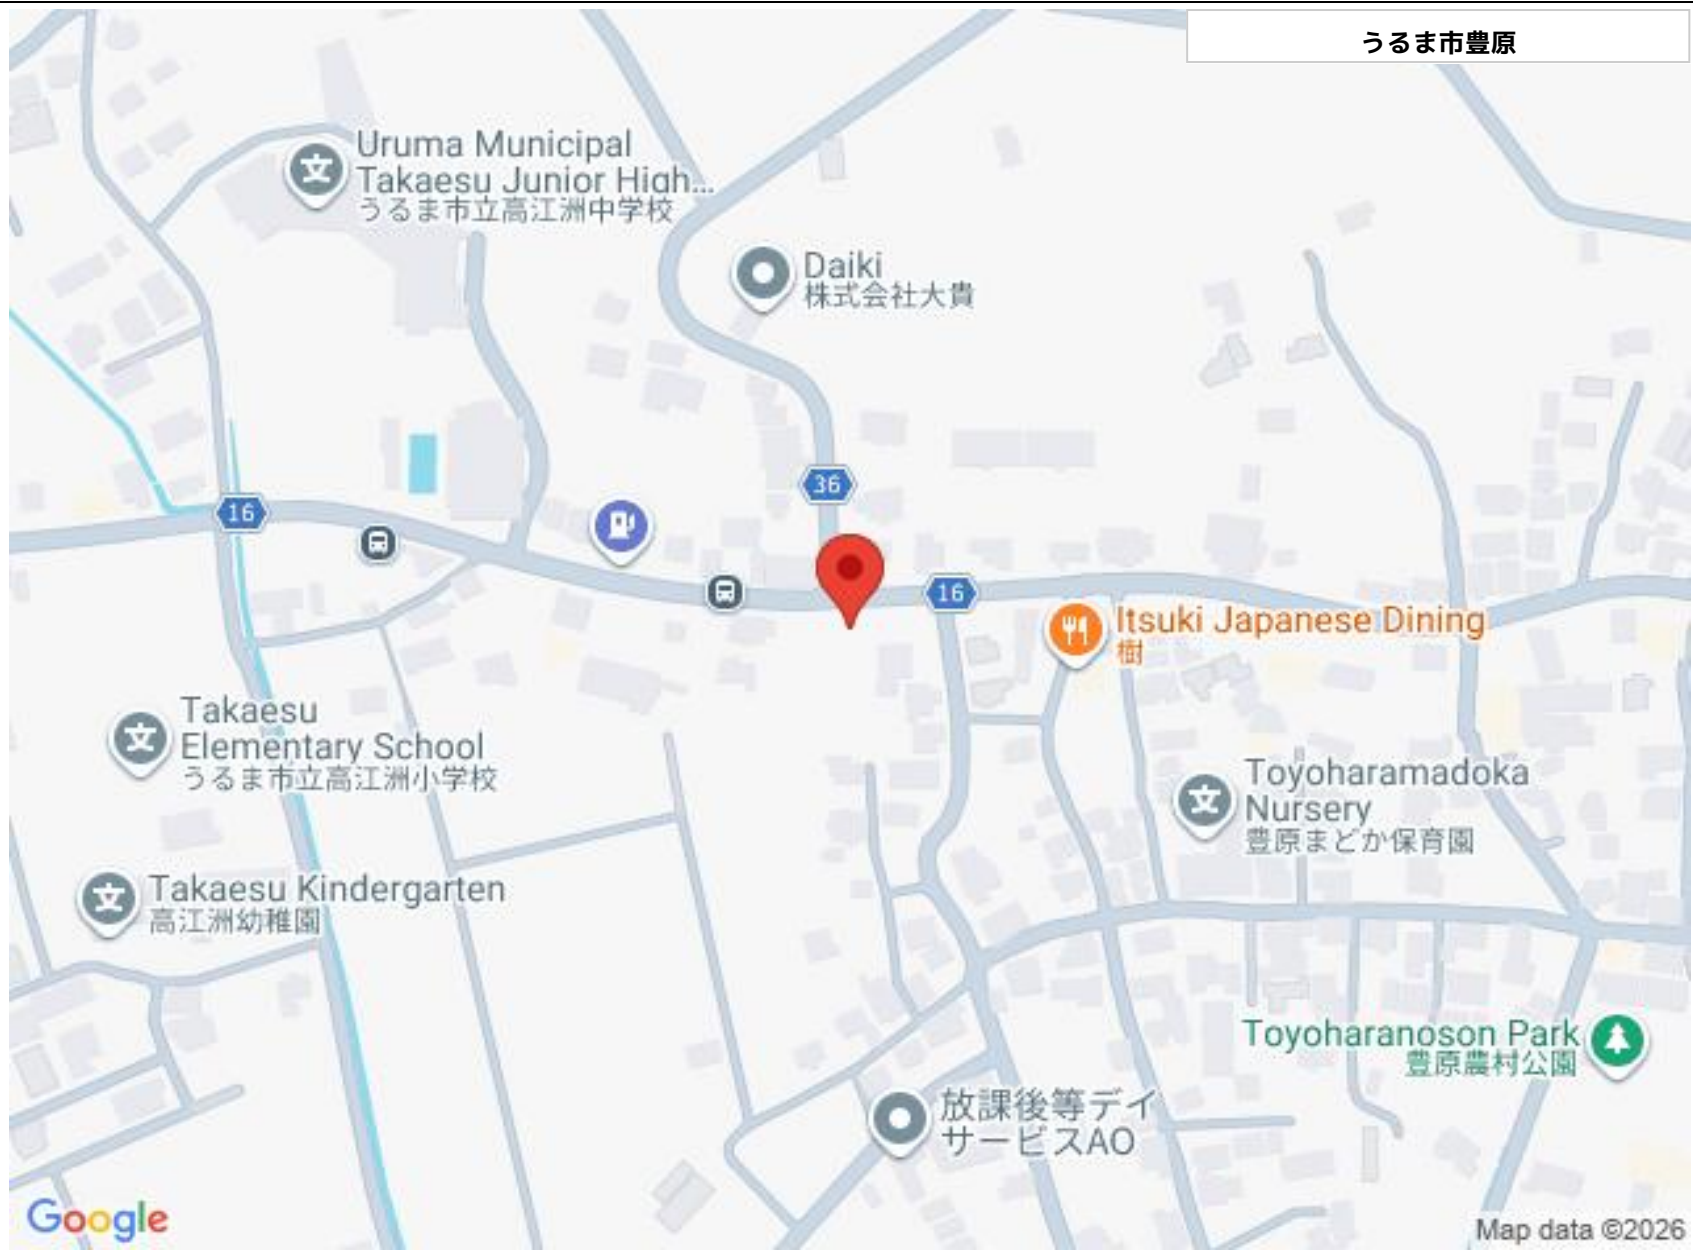 うるま市豊原
Uruma Municipal
Takaesu Junior High...
うるま市立高江洲中学校
Daiki
株式会社大貴
36
16
16
Itsuki Japanese Dining
樹
Takaesu
Elementary School
うるま市立高江洲小学校
Toyoharamadoka
Nursery
豊原まどか保育園
Takaesu Kindergarten
高江洲幼稚園
Toyoharanoson Park
豊原農村公園
放課後等デイ
サービスAO
Google
Map data ©2026